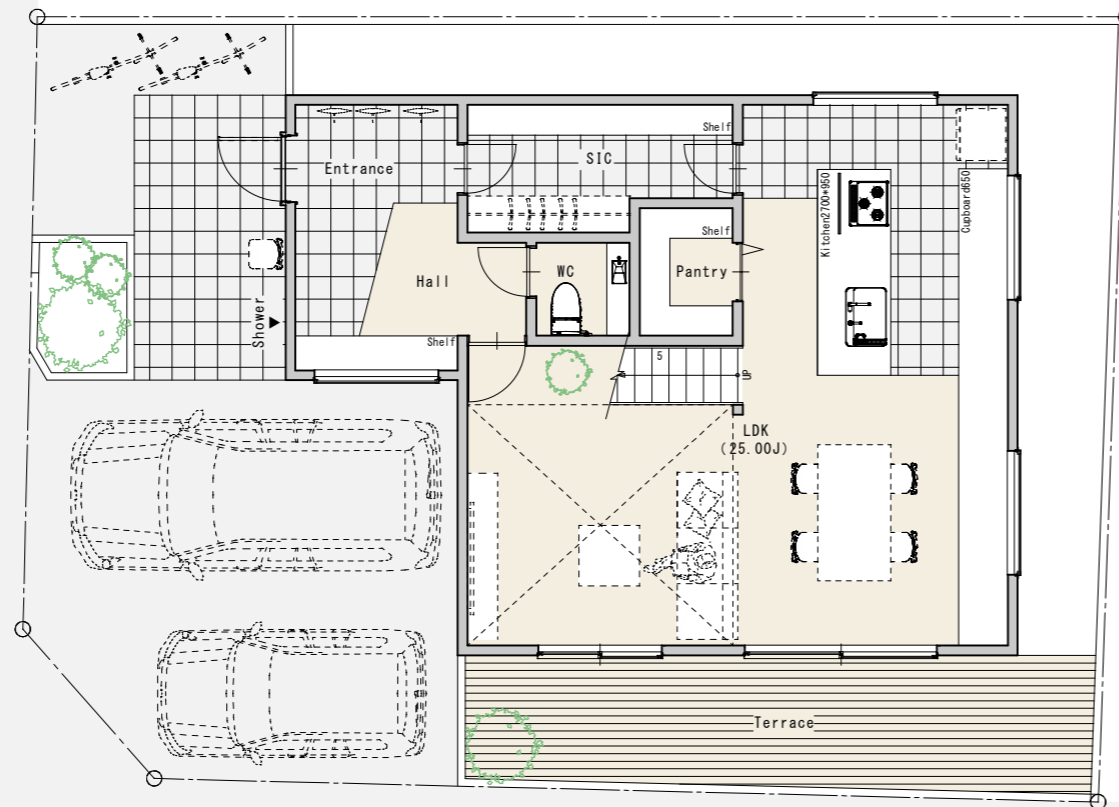 Shelf
SIC
Entrance
Kitchen2700*950
Cupboard650
Shelf
Hall
WC
Pantry
Shower
Shelf
5
UP
LDK
(25.00J)
Terrace